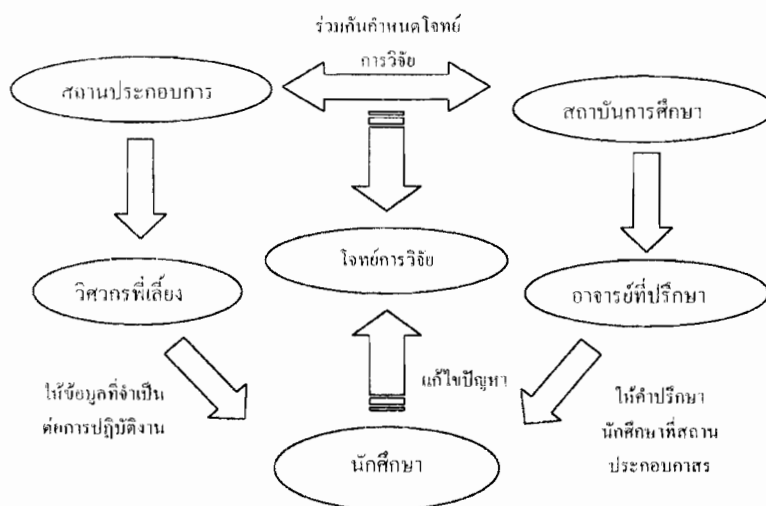 ร่วมกันกำหนดโจทย์
การวิจัย
สถานประกอบการ
สถาบันการศึกษา
โจทย์การวิจัย
วิศวกรพี่เลี้ยง
อาจารย์ที่ปรึกษา
แก้ไขปัญหา
ให้ข้อมูลที่จำเป็น
ต่อการปฏิบัติงาน
ให้คำปรึกษา
นักศึกษาที่สถาน
ประกอบกาสร
นักศึกษา